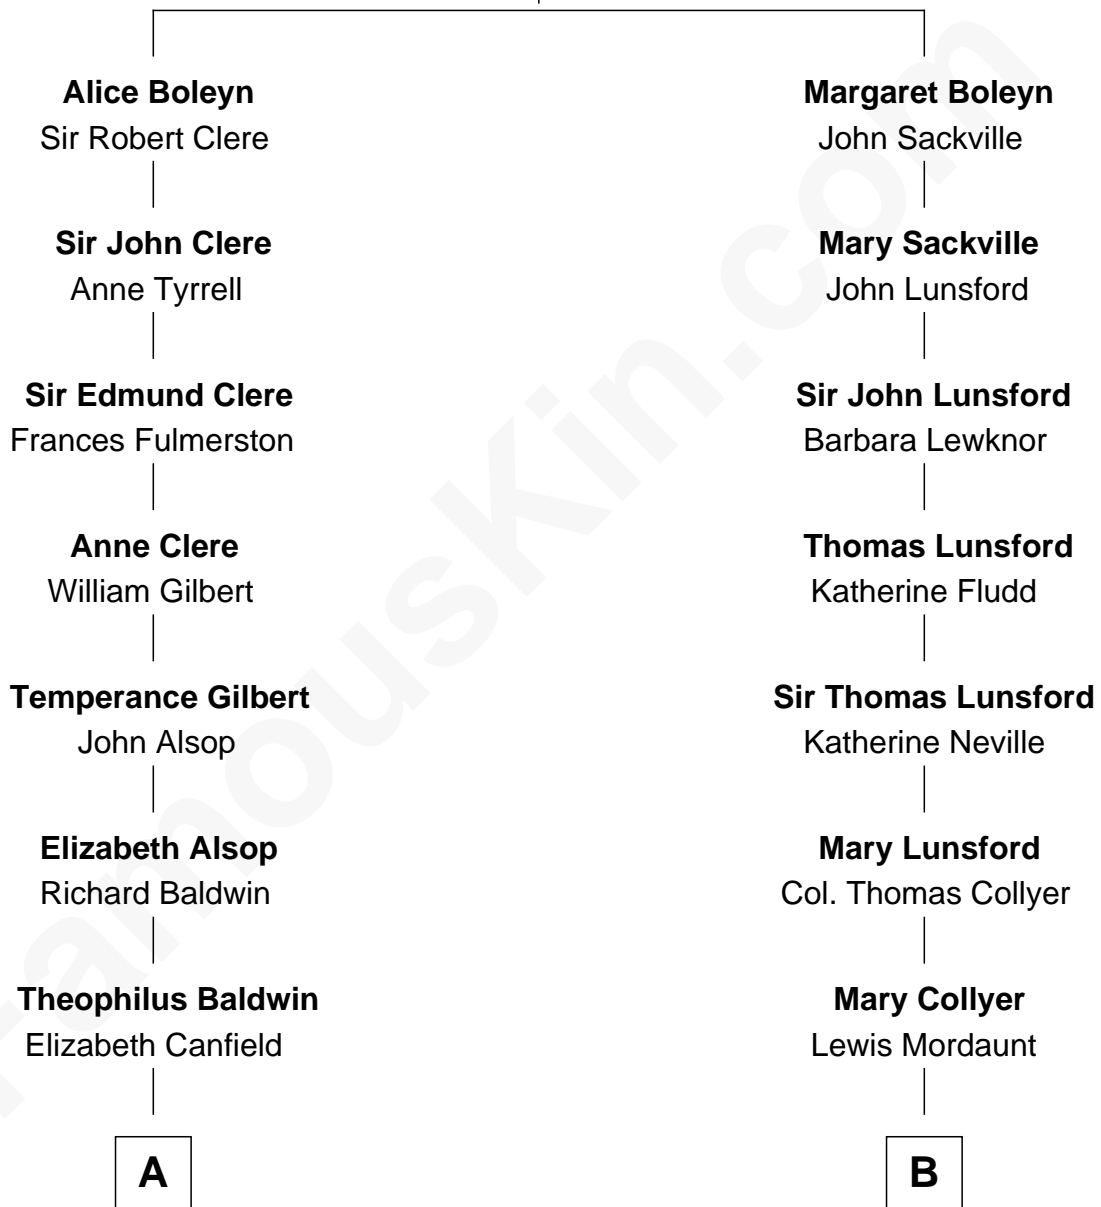 Alice Boleyn
Sir Robert Clere
Margaret Boleyn
John Sackville
Sir John Clere
Anne Tyrrell
Mary Sackville
John Lunsford
Sir Edmund Clere
Frances Fulmerston
Sir John Lunsford
Barbara Lewknor
Anne Clere
William Gilbert
Thomas Lunsford
Katherine Fludd
Temperance Gilbert
John Alsop
Sir Thomas Lunsford
Katherine Neville
Elizabeth Alsop
Richard Baldwin
Mary Lunsford
Col. Thomas Collyer
Theophilus Baldwin
Elizabeth Canfield
Mary Collyer
Lewis Mordaunt
A
B
FamousKin.com